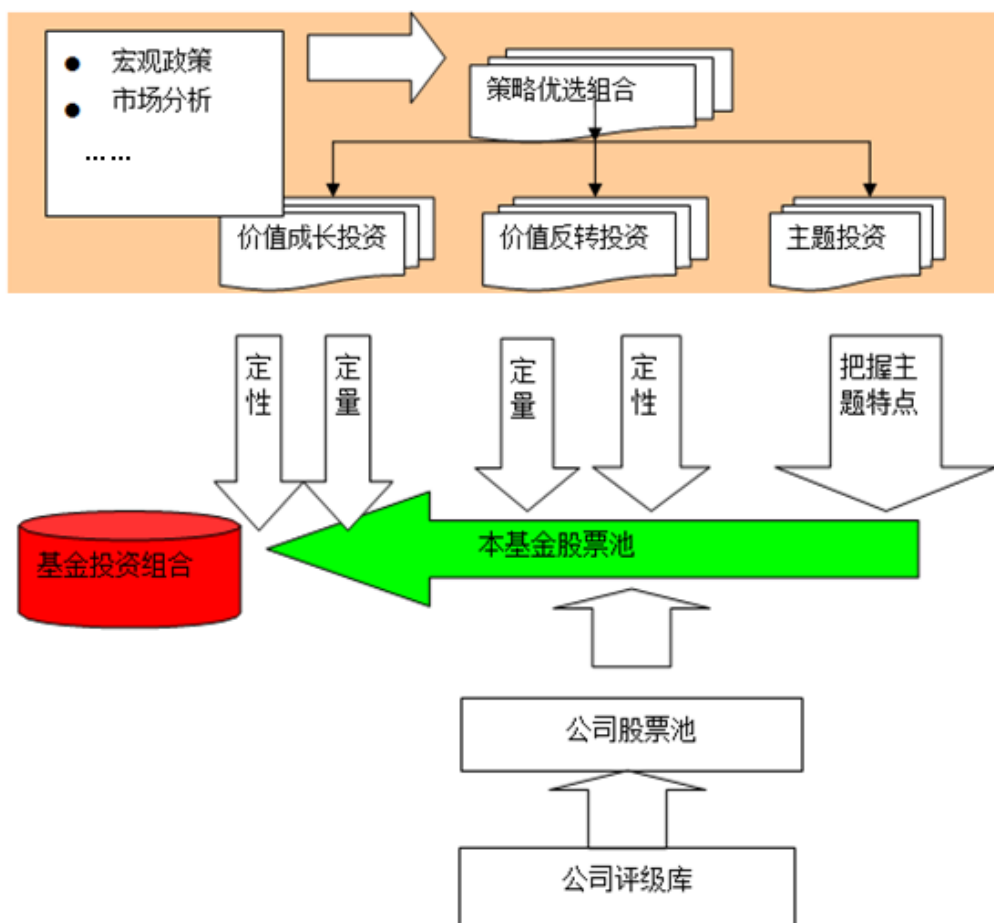 宏观政策
市场分析
……
策略优选组合
价值成长投资
价值反转投资
主题投资
定性
定量
定量
定性
把握主
题特点
本基金股票池
基金投资组合
公司股票池
公司评级库